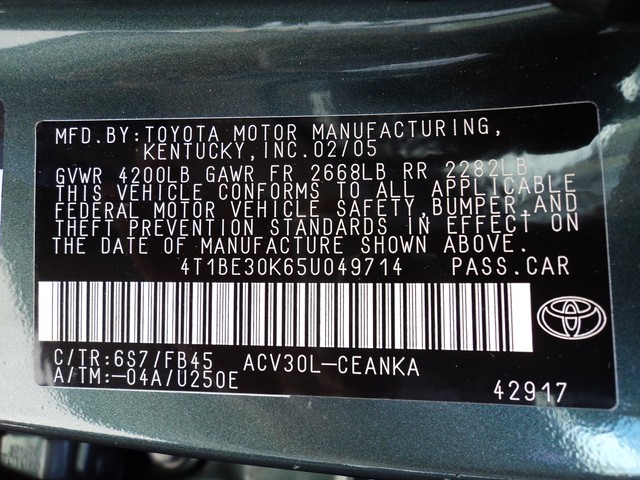 MFD.BY:TOYOTA MOTOR MANUFACTURING,
KENTUCKY,INC.02/05
GVWR 4200LB GAWR FR 2668LB RR 2282LB
THIS VEHICLE CONFORMS TO ALL APPLICABLE
FEDERAL MOTOR VEHICLE SAFETY,BUMPER,AND
THEFT PREVENTION STANDARDS IN EFFECT ON
THE DATE OF MANUFACTURE SHOWN ABOVE.
4T1BE30K65U049714 PASS.CAR
C/TR:6S7/FB45 ACV30L-CEANKA
A/TM:-04A/U250E
42917